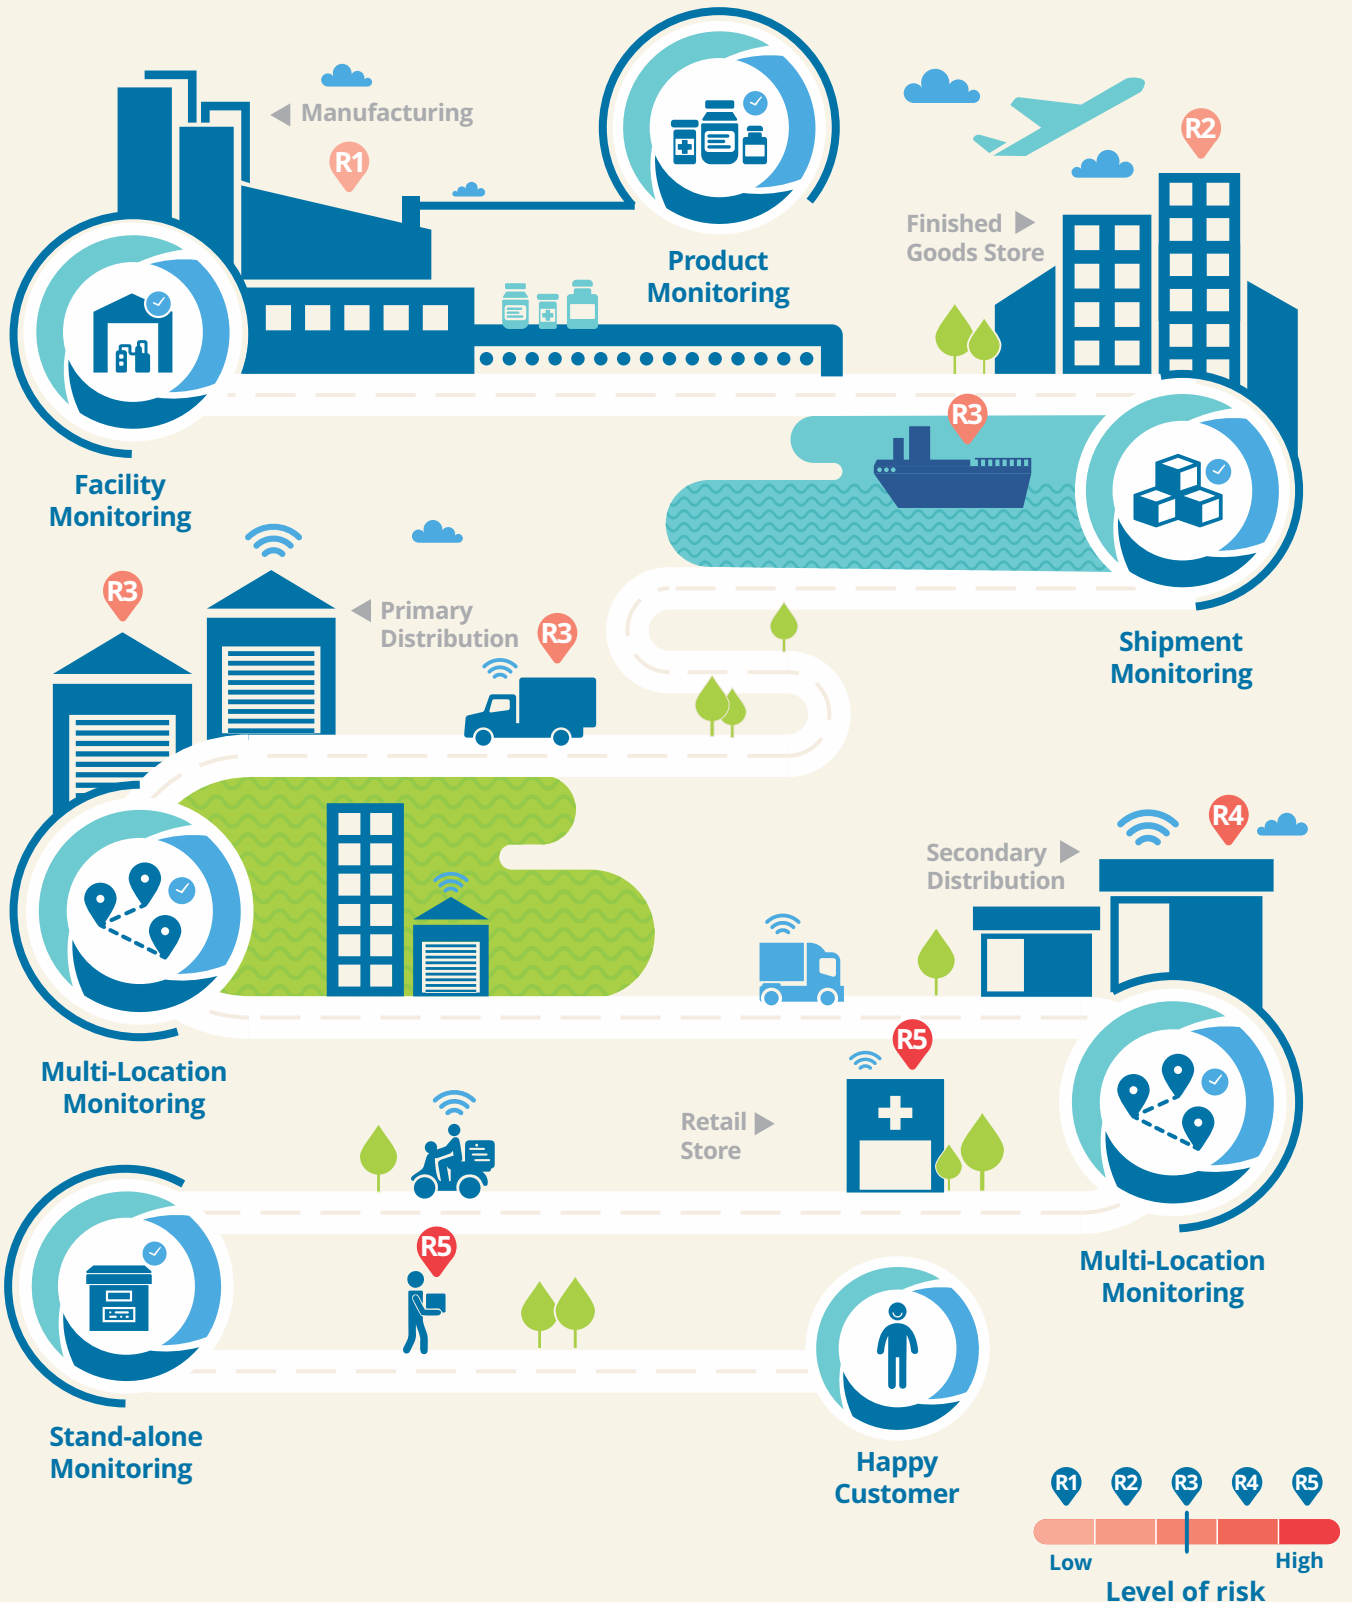 Manufacturing
R1
Product
Monitoring
R2
Finished
Goods Store
R3
Facility
Monitoring
Shipment
Monitoring
R3
Primary
Distribution
R3
Secondary
Distribution
R4
Multi-Location
Monitoring
R5
Retail
Store
Multi-Location
Monitoring
R5
Stand-alone
Monitoring
Happy
Customer
R1 R2 R3 R4 R5
Low High
Level of risk